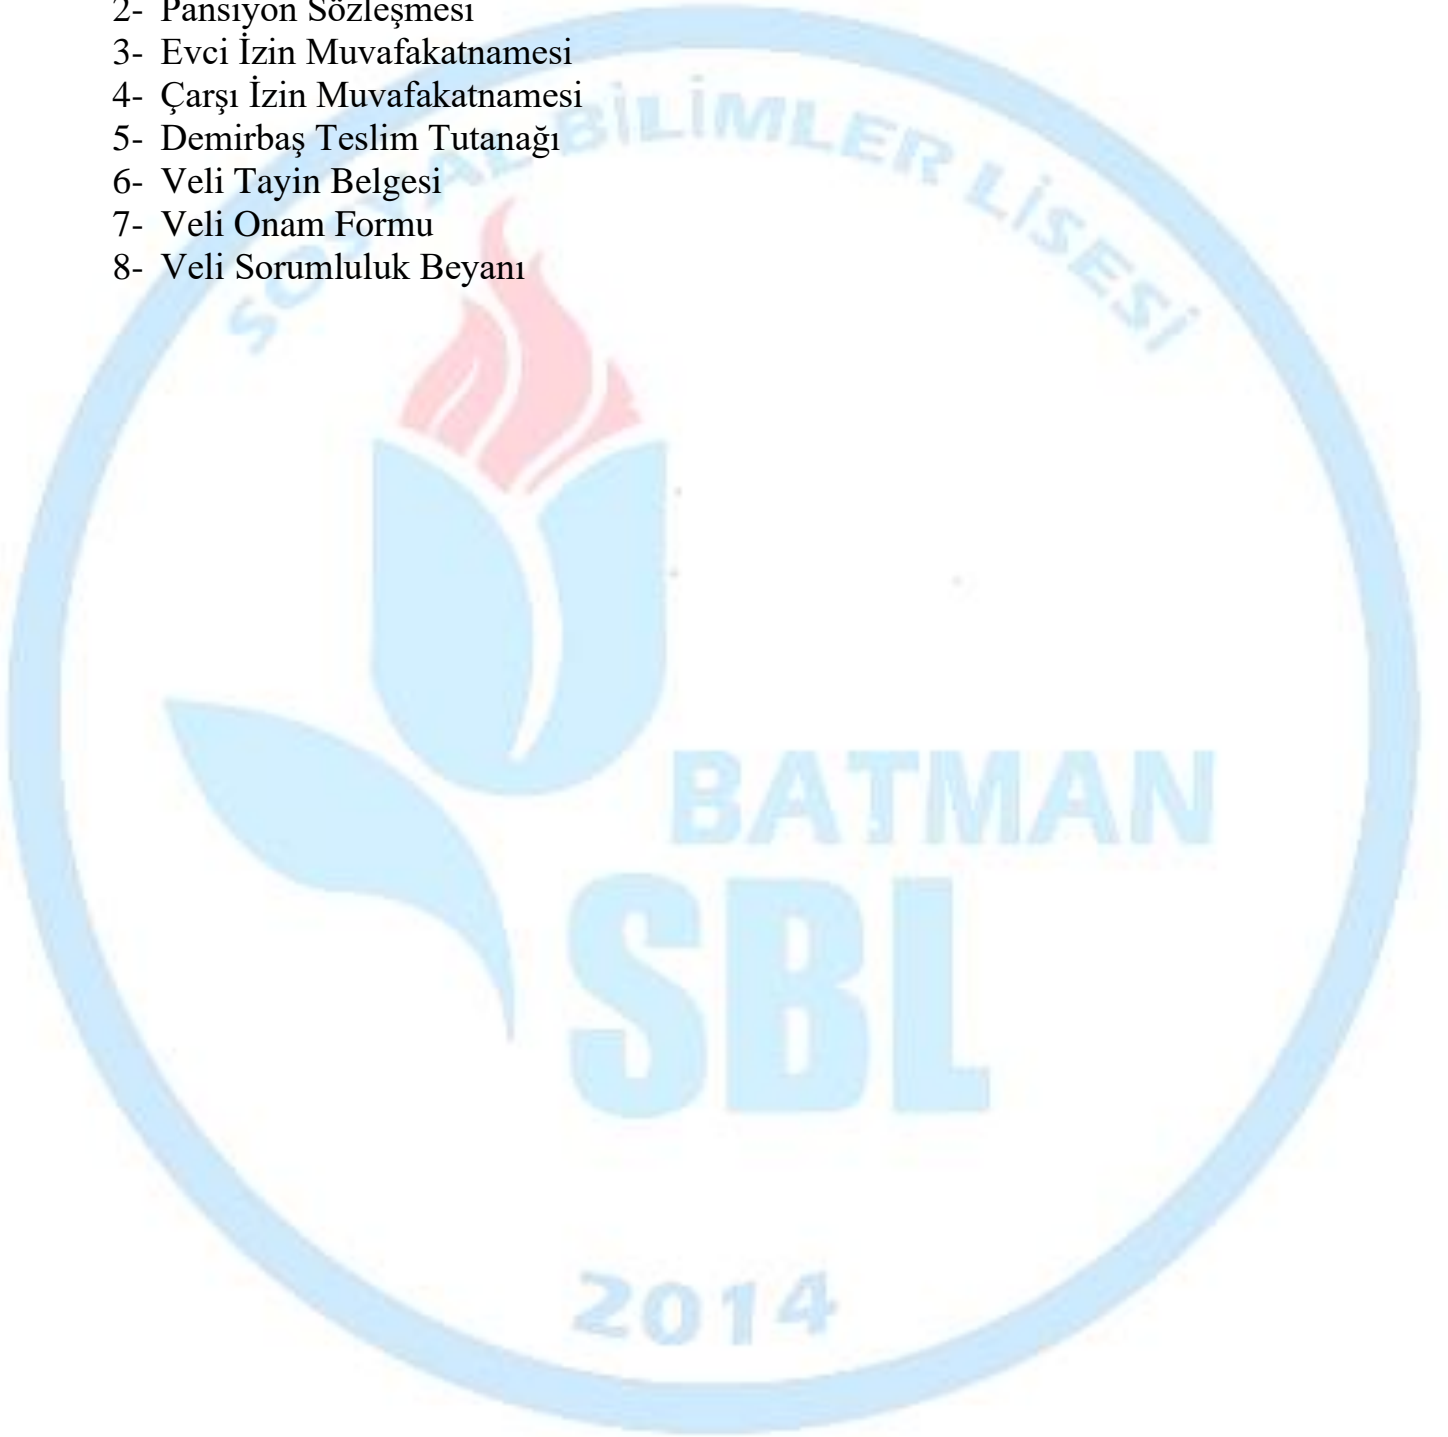 2- Pansiyon Sözleşmesi
3- Evci İzin Muvafakatnamesi
4- Çarşı İzin Muvafakatnamesi
5- Demirbaş Teslim Tutanağı
6- Veli Tayin Belgesi
7- Veli Onam Formu
8- Veli Sorumluluk Beyanı
SOSYAL BİLİMLER LİSESİ
BATMAN
SBL
2014